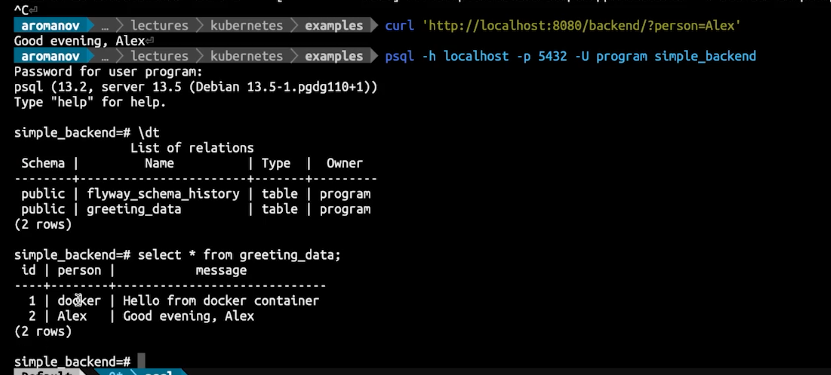 ^C⏎
aromanov … lectures kubernetes examples curl 'http://localhost:8080/backend/?person=Alex'
Good evening, Alex⏎
aromanov … lectures kubernetes examples psql -h localhost -p 5432 -U program simple_backend
Password for user program:
psql (13.2, server 13.5 (Debian 13.5-1.pgdg110+1))
Type "help" for help.
simple_backend=# \dt
List of relations
Schema | Name | Type | Owner
--------+-----------------------+-------+---------
public | flyway_schema_history | table | program
public | greeting_data | table | program
(2 rows)
simple_backend=# select * from greeting_data;
id | person | message
----+--------+-----------------------------
1 | docker | Hello from docker container
2 | Alex | Good evening, Alex
(2 rows)
simple_backend=#